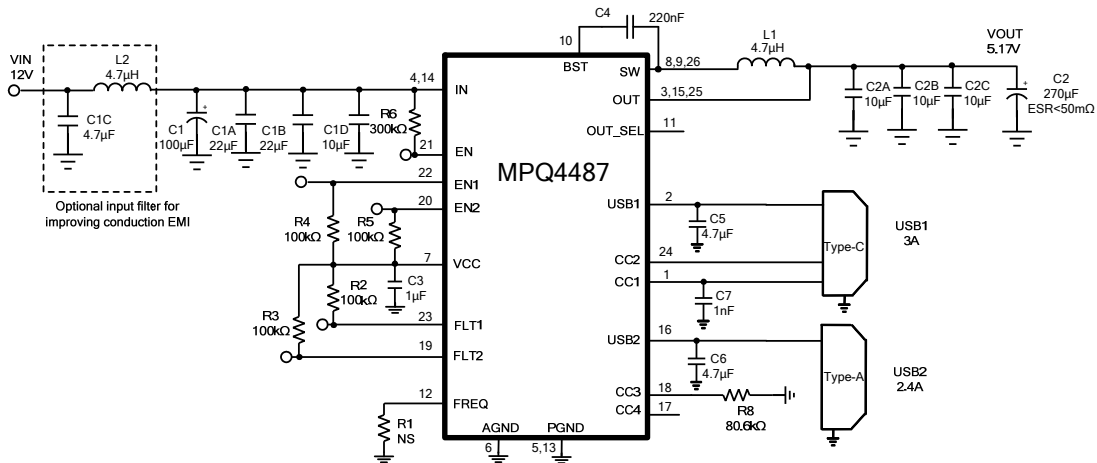 C4
220nF
10
BST
VIN
12V
L2
4.7µH
C1C
4.7µF
Optional input filter for
improving conduction EMI
C1
100µF
C1A
22µF
C1B
22µF
C1D
10µF
R6
300kΩ
4,14
IN
21
EN
22
EN1
20
EN2
R4
100kΩ
R5
100kΩ
7
VCC
C3
1µF
R2
100kΩ
R3
100kΩ
23
FLT1
19
FLT2
12
FREQ
R1
NS
AGND
6
PGND
5,13
MPQ4487
SW
8,9,26
L1
4.7µH
VOUT
5.17V
OUT
3,15,25
C2A
10µF
C2B
10µF
C2C
10µF
C2
270µF
ESR<50mΩ
OUT_SEL
11
USB1
2
C5
4.7µF
CC2
24
CC1
1
C7
1nF
Type-C
USB1
3A
USB2
16
C6
4.7µF
CC3
18
CC4
17
R8
80.6kΩ
Type-A
USB2
2.4A